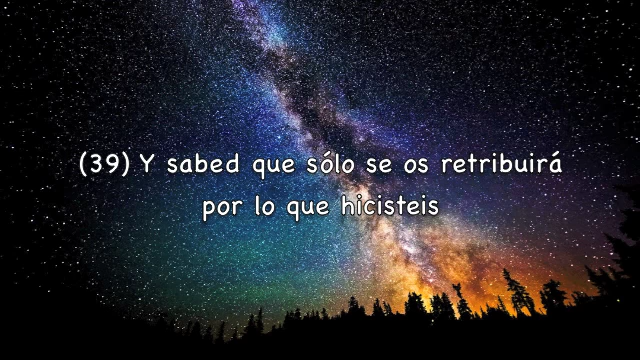 (39) Y sabed que sólo se os retribuirá
por lo que hicisteis